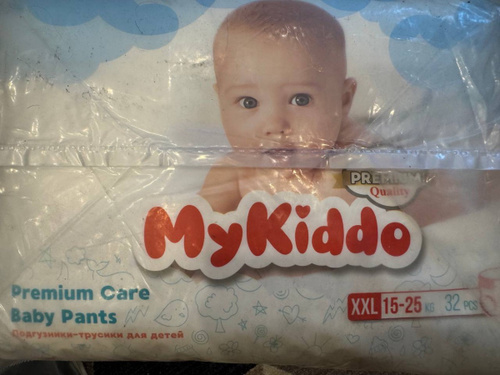 PREMIUM
Quality
MyKiddo
Premium Care
Baby Pants
Подгузники-трусики для детей
XXL 15-25 KG 32 PCS